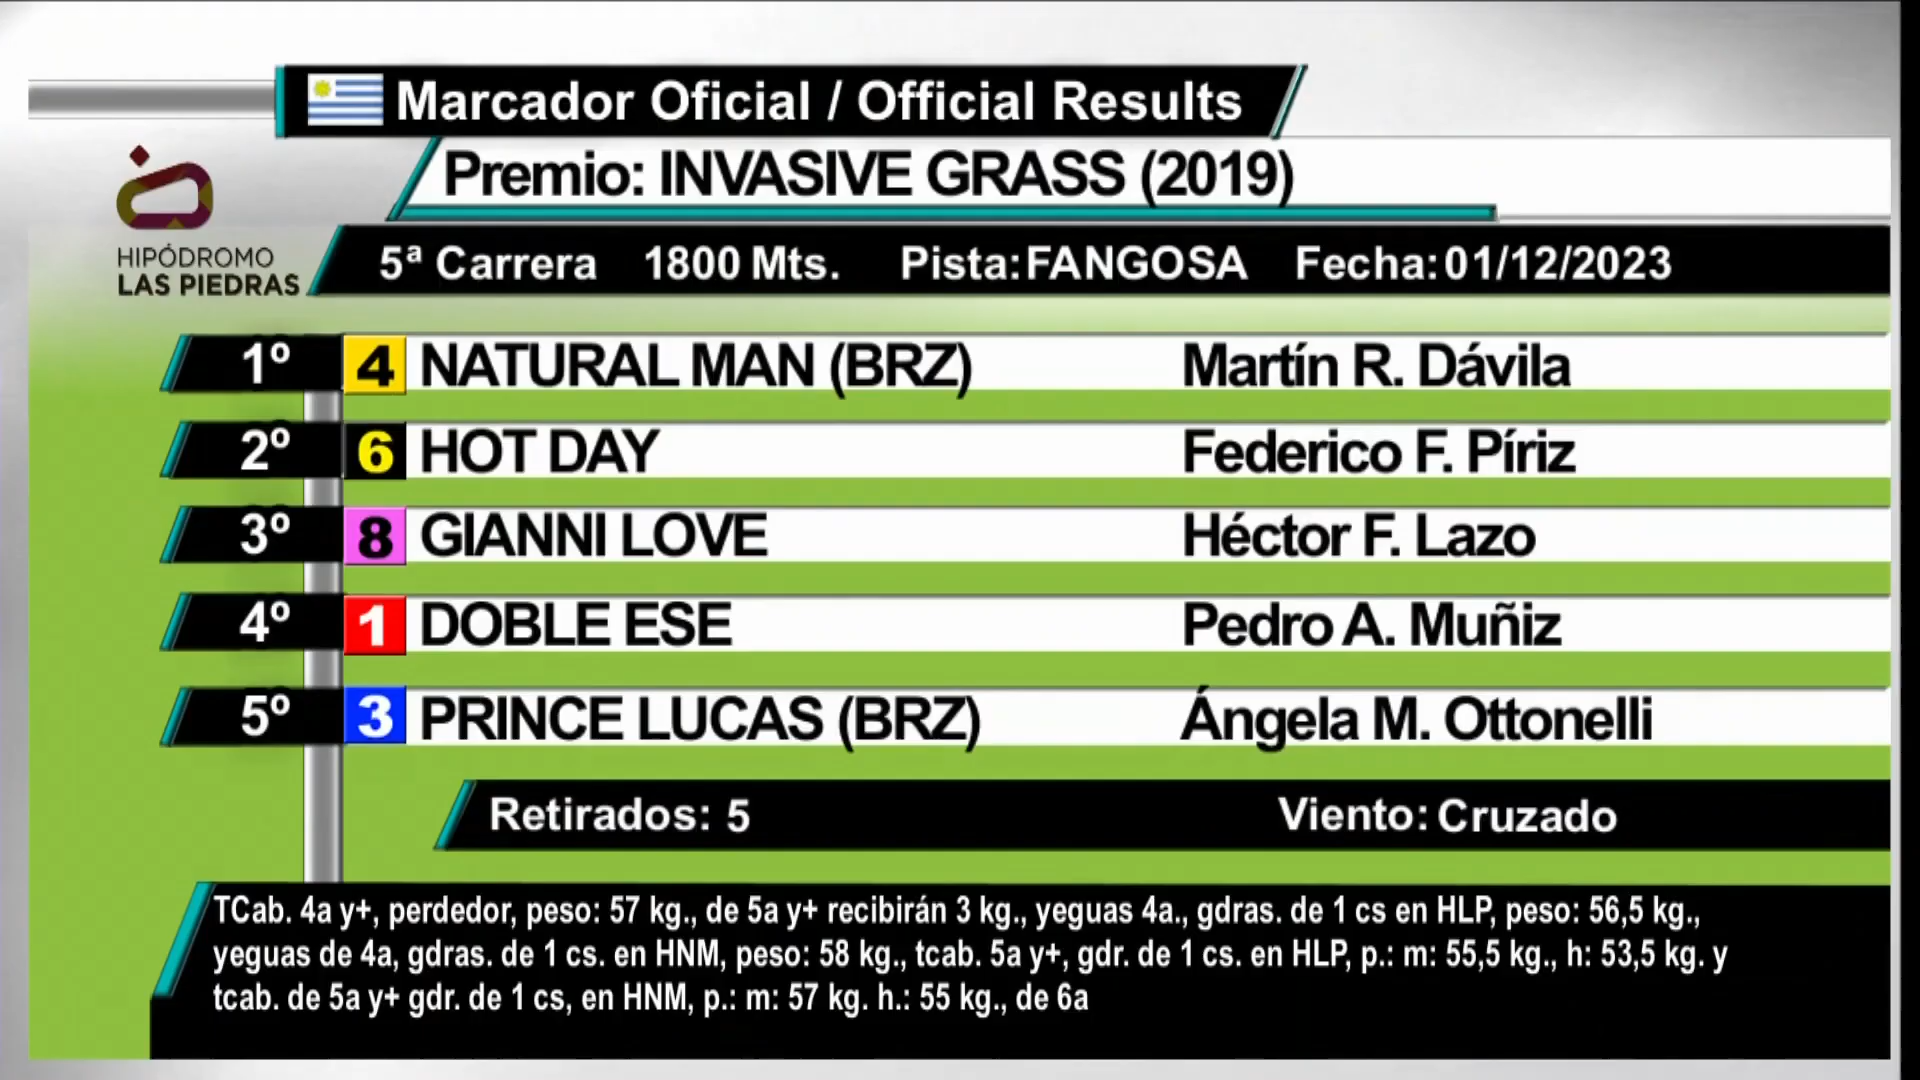 Marcador Oficial / Official Results
Premio: INVASIVE GRASS (2019)
HIPÓDROMO
LAS PIEDRAS
5ª Carrera 1800 Mts. Pista: FANGOSA Fecha: 01/12/2023
1º 4 NATURAL MAN (BRZ) Martín R. Dávila
2º 6 HOT DAY Federico F. Píriz
3º 8 GIANNI LOVE Héctor F. Lazo
4º 1 DOBLE ESE Pedro A. Muñiz
5º 3 PRINCE LUCAS (BRZ) Ángela M. Ottonelli
Retirados: 5 Viento: Cruzado
TCab. 4a y+, perdedor, peso: 57 kg., de 5a y+ recibirán 3 kg., yeguas 4a., gdras. de 1 cs en HLP, peso: 56,5 kg.,
yeguas de 4a, gdras. de 1 cs. en HNM, peso: 58 kg., tcab. 5a y+, gdr. de 1 cs. en HLP, p.: m: 55,5 kg., h: 53,5 kg. y
tcab. de 5a y+ gdr. de 1 cs, en HNM, p.: m: 57 kg. h.: 55 kg., de 6a